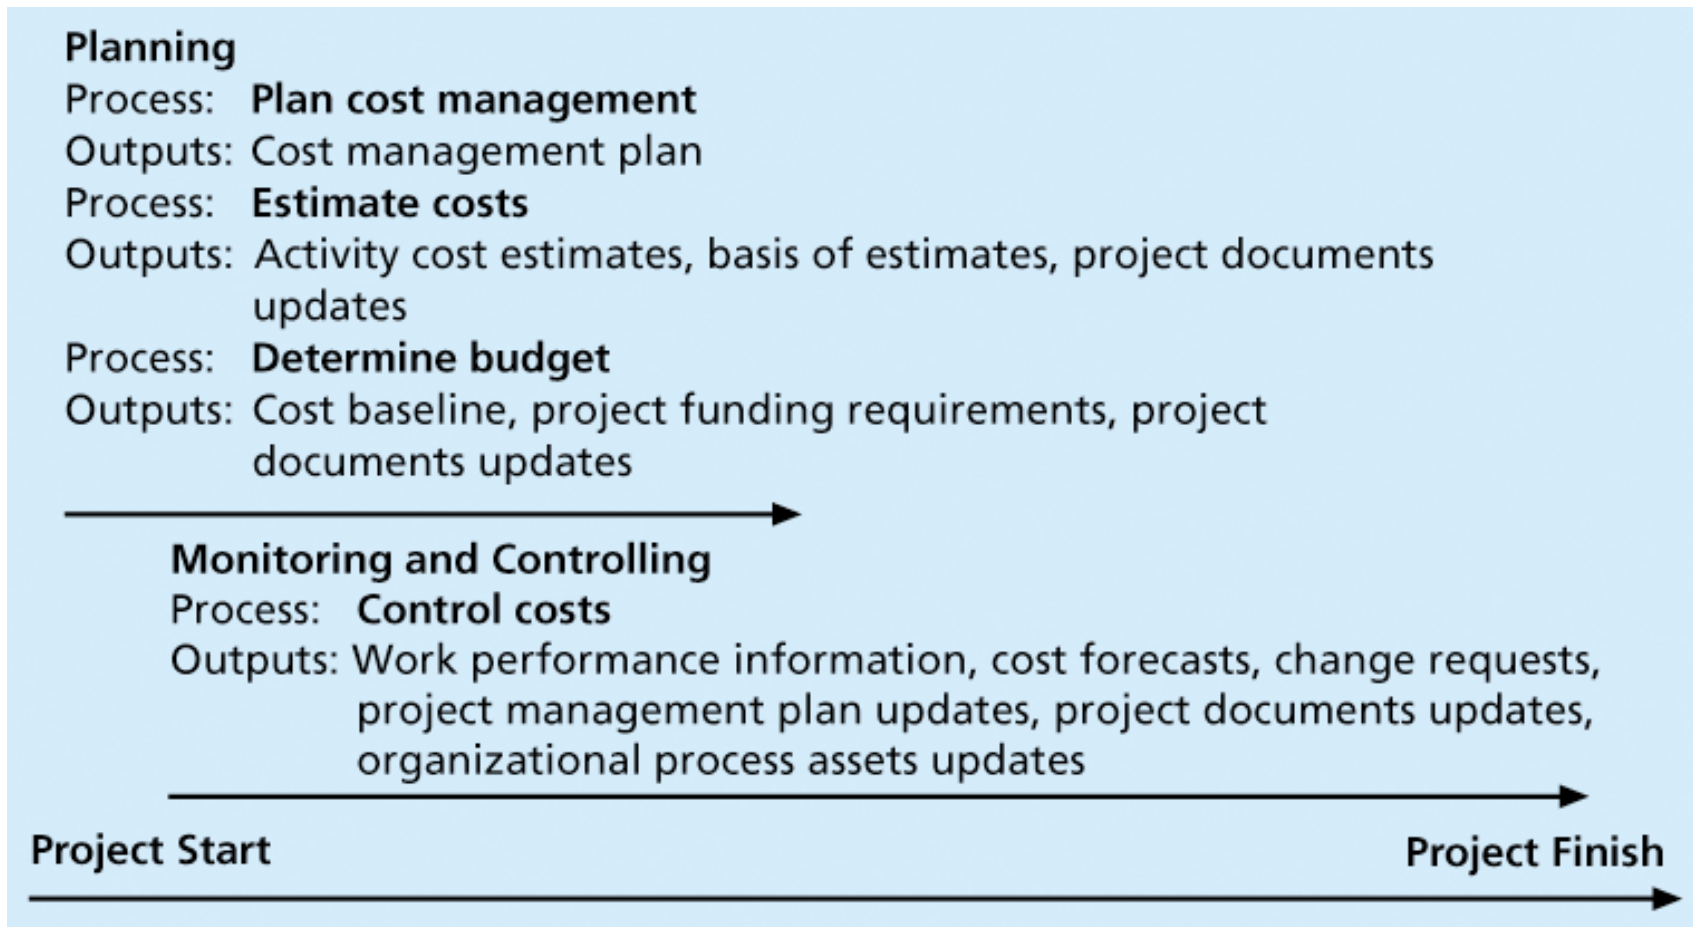 Planning
Process: Plan cost management
Outputs: Cost management plan
Process: Estimate costs
Outputs: Activity cost estimates, basis of estimates, project documents
updates
Process: Determine budget
Outputs: Cost baseline, project funding requirements, project
documents updates
Monitoring and Controlling
Process: Control costs
Outputs: Work performance information, cost forecasts, change requests,
project management plan updates, project documents updates,
organizational process assets updates
Project Start Project Finish